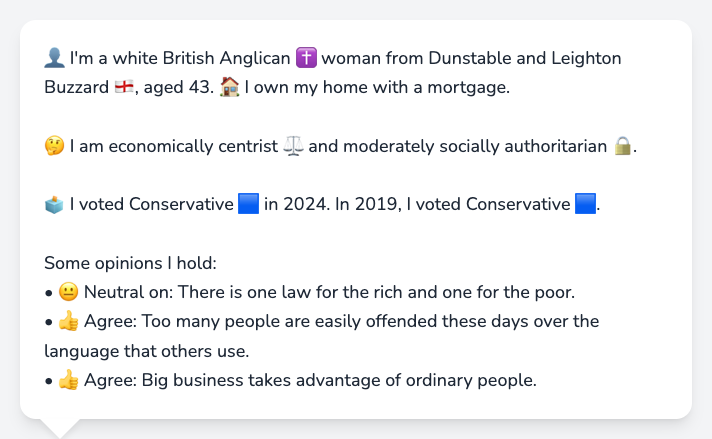 👤 I'm a white British Anglican ✝️ woman from Dunstable and Leighton
Buzzard 🏴󠁧󠁢󠁥󠁮󠁧󠁿, aged 43. 🏠 I own my home with a mortgage.
🤔 I am economically centrist ⚖️ and moderately socially authoritarian 🔒.
🗳️ I voted Conservative 🟦 in 2024. In 2019, I voted Conservative 🟦.
Some opinions I hold:
• 😐 Neutral on: There is one law for the rich and one for the poor.
• 👍 Agree: Too many people are easily offended these days over the
language that others use.
• 👍 Agree: Big business takes advantage of ordinary people.